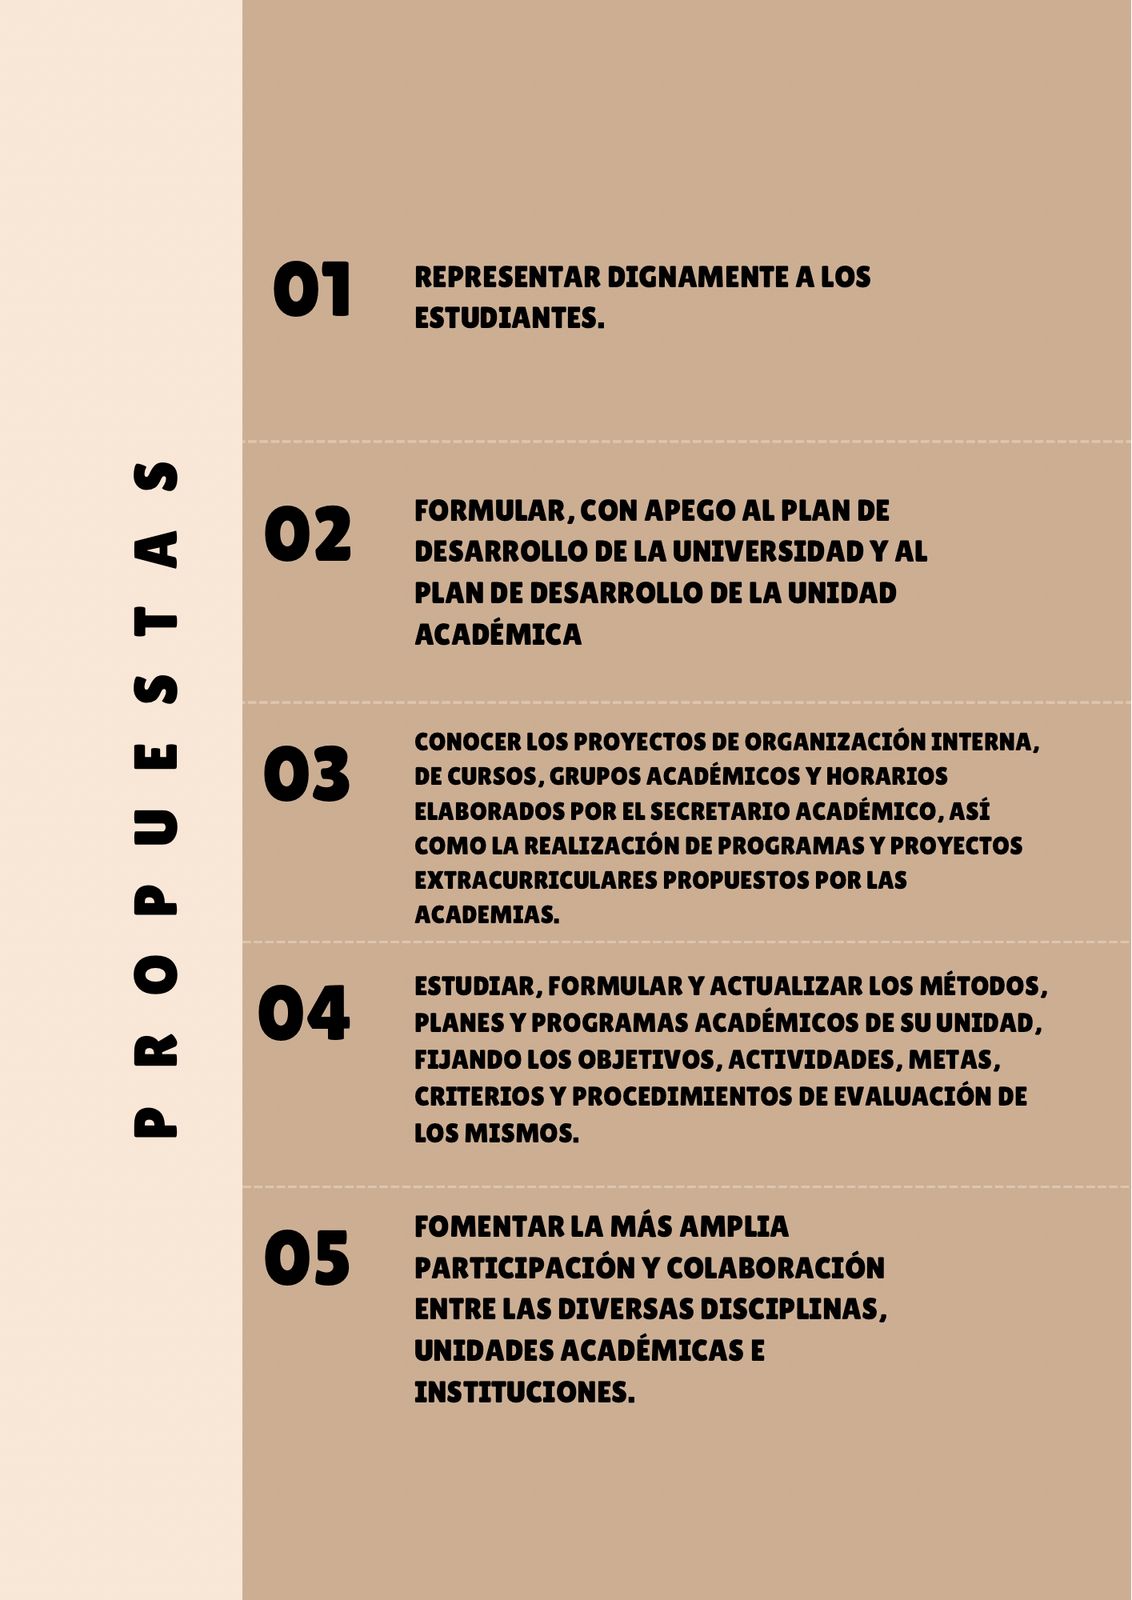 PROPUESTAS
01
REPRESENTAR DIGNAMENTE A LOS
ESTUDIANTES.
02
FORMULAR, CON APEGO AL PLAN DE
DESARROLLO DE LA UNIVERSIDAD Y AL
PLAN DE DESARROLLO DE LA UNIDAD
ACADÉMICA
03
CONOCER LOS PROYECTOS DE ORGANIZACIÓN INTERNA,
DE CURSOS, GRUPOS ACADÉMICOS Y HORARIOS
ELABORADOS POR EL SECRETARIO ACADÉMICO, ASÍ
COMO LA REALIZACIÓN DE PROGRAMAS Y PROYECTOS
EXTRACURRICULARES PROPUESTOS POR LAS
ACADEMIAS.
04
ESTUDIAR, FORMULAR Y ACTUALIZAR LOS MÉTODOS,
PLANES Y PROGRAMAS ACADÉMICOS DE SU UNIDAD,
FIJANDO LOS OBJETIVOS, ACTIVIDADES, METAS,
CRITERIOS Y PROCEDIMIENTOS DE EVALUACIÓN DE
LOS MISMOS.
05
FOMENTAR LA MÁS AMPLIA
PARTICIPACIÓN Y COLABORACIÓN
ENTRE LAS DIVERSAS DISCIPLINAS,
UNIDADES ACADÉMICAS E
INSTITUCIONES.